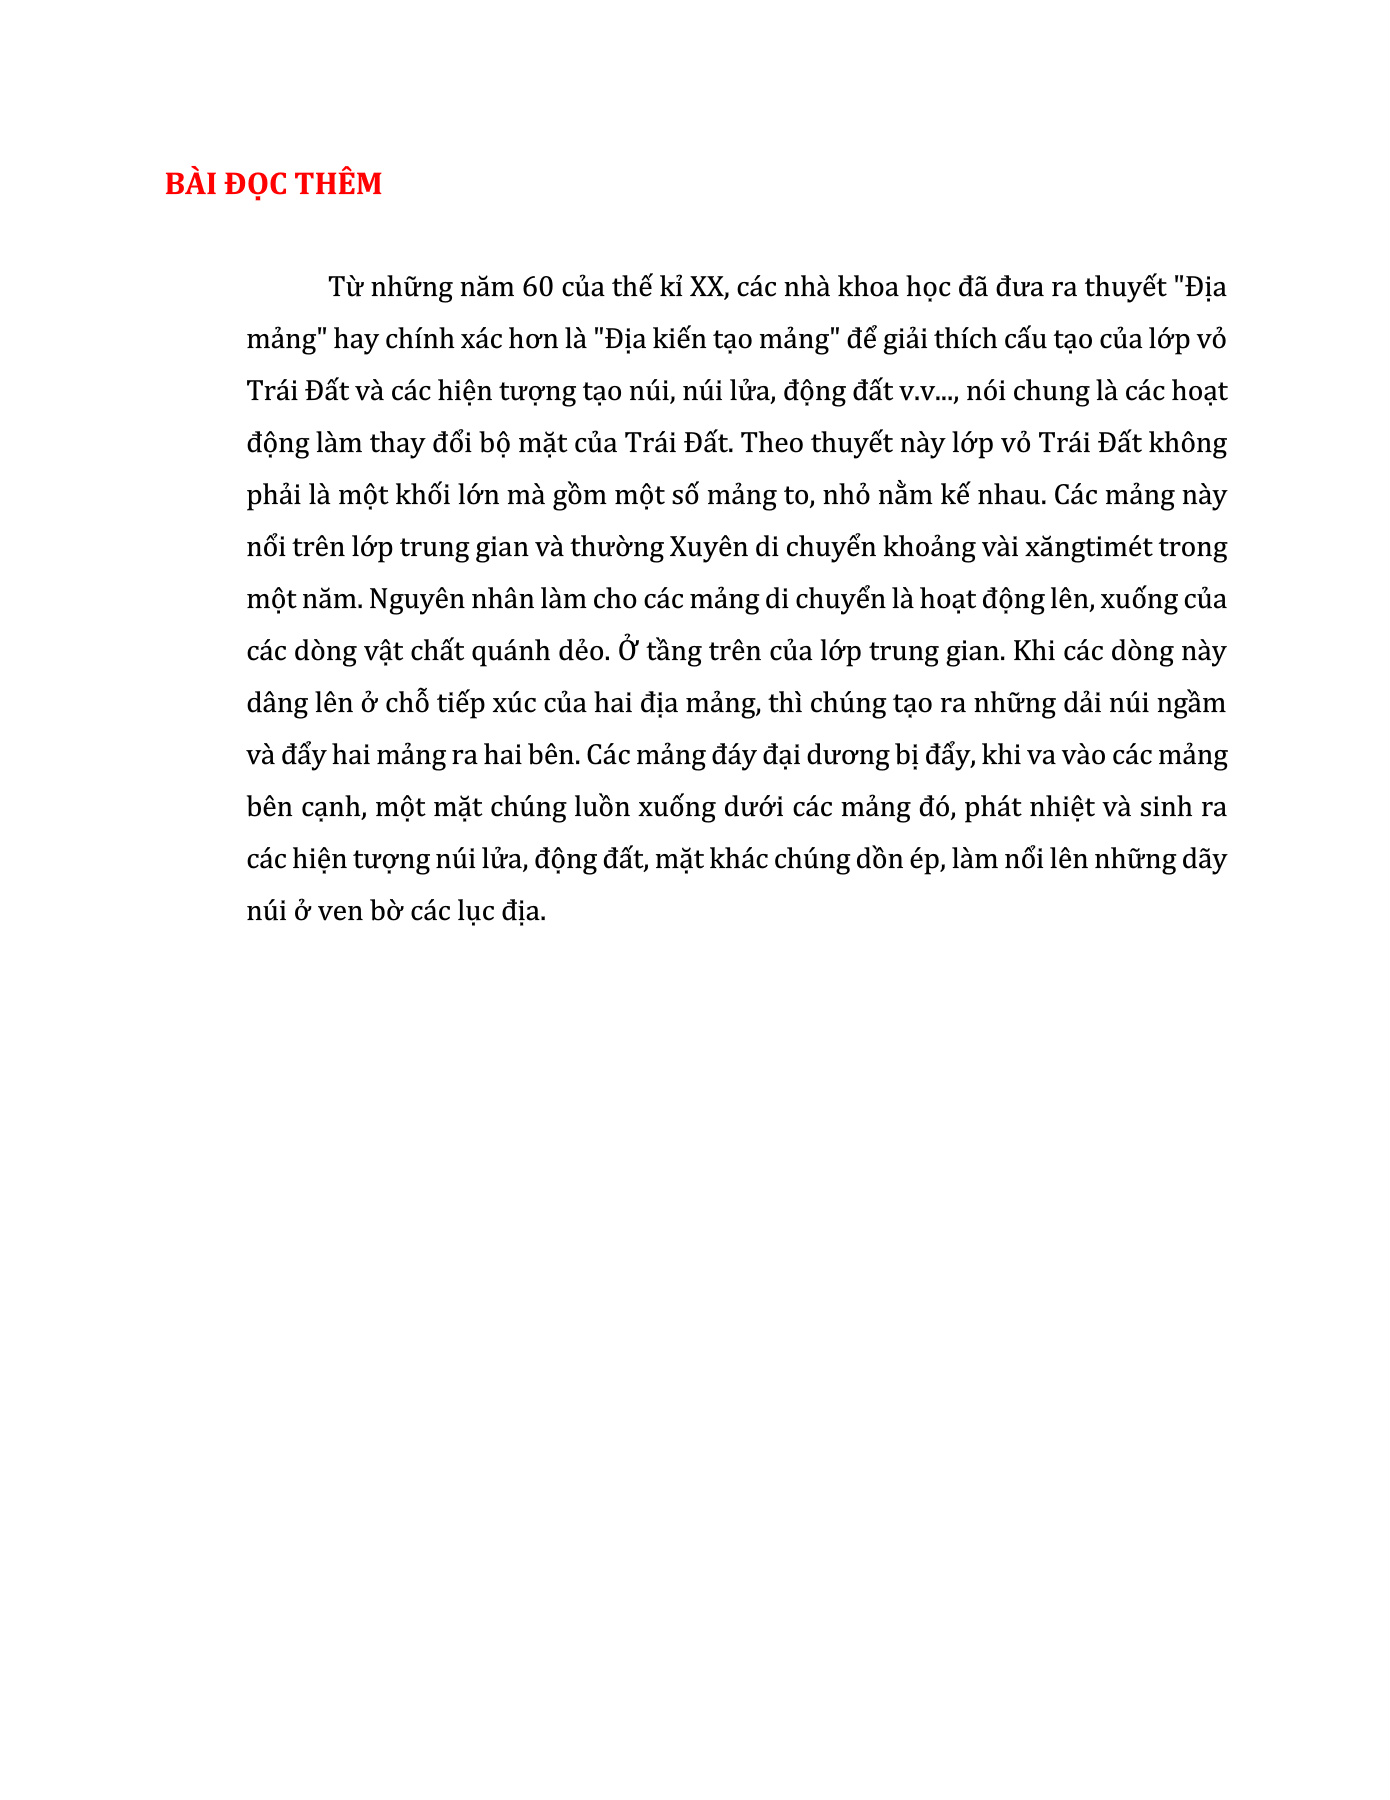 BÀI ĐỌC THÊM
Từ những năm 60 của thế kỉ XX, các nhà khoa học đã đưa ra thuyết "Địa
mảng" hay chính xác hơn là "Địa kiến tạo mảng" để giải thích cấu tạo của lớp vỏ
Trái Đất và các hiện tượng tạo núi, núi lửa, động đất v.v..., nói chung là các hoạt
động làm thay đổi bộ mặt của Trái Đất. Theo thuyết này lớp vỏ Trái Đất không
phải là một khối lớn mà gồm một số mảng to, nhỏ nằm kế nhau. Các mảng này
nổi trên lớp trung gian và thường Xuyên di chuyển khoảng vài xăngtimét trong
một năm. Nguyên nhân làm cho các mảng di chuyển là hoạt động lên, xuống của
các dòng vật chất quánh dẻo. Ở tầng trên của lớp trung gian. Khi các dòng này
dâng lên ở chỗ tiếp xúc của hai địa mảng, thì chúng tạo ra những dải núi ngầm
và đẩy hai mảng ra hai bên. Các mảng đáy đại dương bị đẩy, khi va vào các mảng
bên cạnh, một mặt chúng luồn xuống dưới các mảng đó, phát nhiệt và sinh ra
các hiện tượng núi lửa, động đất, mặt khác chúng dồn ép, làm nổi lên những dãy
núi ở ven bờ các lục địa.